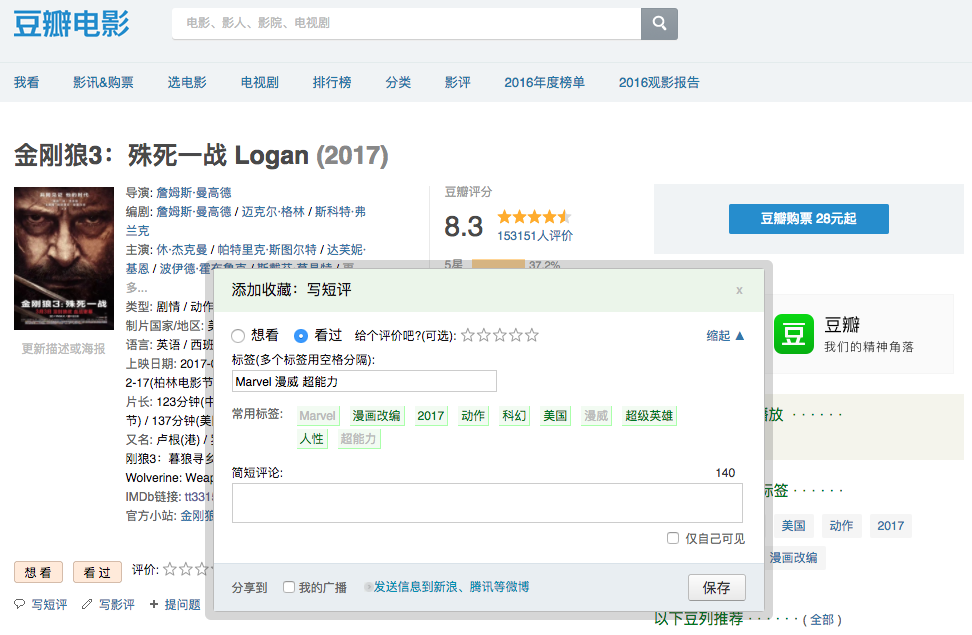 豆瓣电影
电影、影人、影院、电视剧
我看 影讯&购票 选电影 电视剧 排行榜 分类 影评 2016年度榜单 2016观影报告
金刚狼3：殊死一战 Logan (2017)
金刚狼3:殊死一战
更新描述或海报
导演: 詹姆斯·曼高德
编剧: 詹姆斯·曼高德 / 迈克尔·格林 / 斯科特·弗
兰克
主演: 休·杰克曼 / 帕特里克·斯图尔特 / 达芙妮·
基恩 / 波伊德·霍布鲁克 / 斯戴芬·莫昌特 / 更
多...
类型: 剧情 / 动作
制片国家/地区:
语言: 英语 / 西班
上映日期: 2017-
2-17(柏林电影节
片长: 123分钟(中
节) / 137分钟(美
又名: 卢根(港) /
刚狼3：暮狼寻乡
Wolverine: Weap
IMDb链接: tt3315
官方小站: 金刚狼
豆瓣评分
8.3
153151人评价
5星 37.2%
豆瓣购票 29元起
豆
豆瓣
我们的精神角落
添加收藏：写短评 x
想看 看过 给个评价吧?(可选): 缩起 ▲
标签(多个标签用空格分隔):
Marvel 漫威 超能力
常用标签: Marvel 漫画改编 2017 动作 科幻 美国 漫威 超级英雄
人性 超能力
简短评论: 140
仅自己可见
分享到 我的广播 发送信息到新浪、腾讯等微博 保存
放 · · · · · ·
标签 · · · · · ·
美国 动作 2017
漫画改编
想看 看过 评价:
写短评 写影评 + 提问题
以下豆列推荐 · · · · · · ( 全部 )